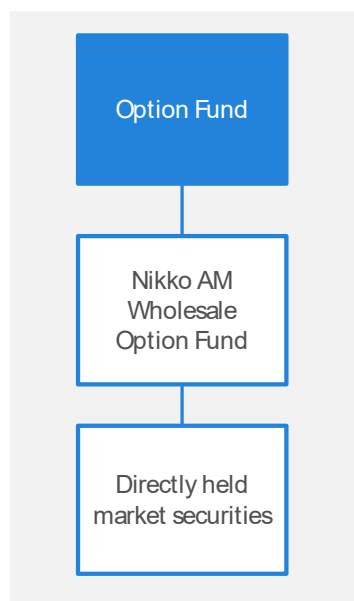 Option Fund
Nikko AM
Wholesale
Option Fund
Directly held
market securities